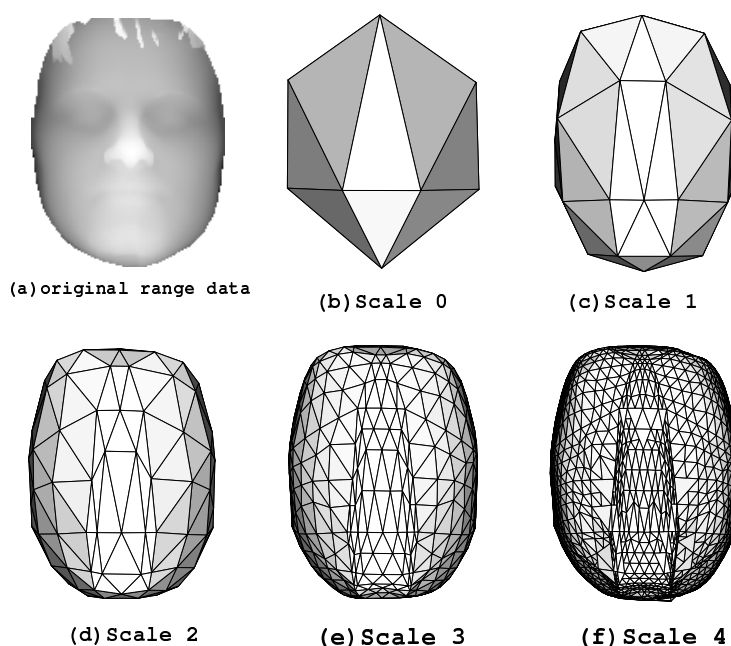 (a)original range data
(b)Scale 0
(c)Scale 1
(d)Scale 2
(e)Scale 3
(f)Scale 4